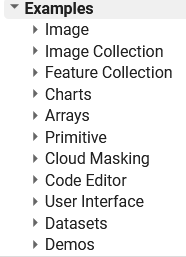 Examples
Image
Image Collection
Feature Collection
Charts
Arrays
Primitive
Cloud Masking
Code Editor
User Interface
Datasets
Demos